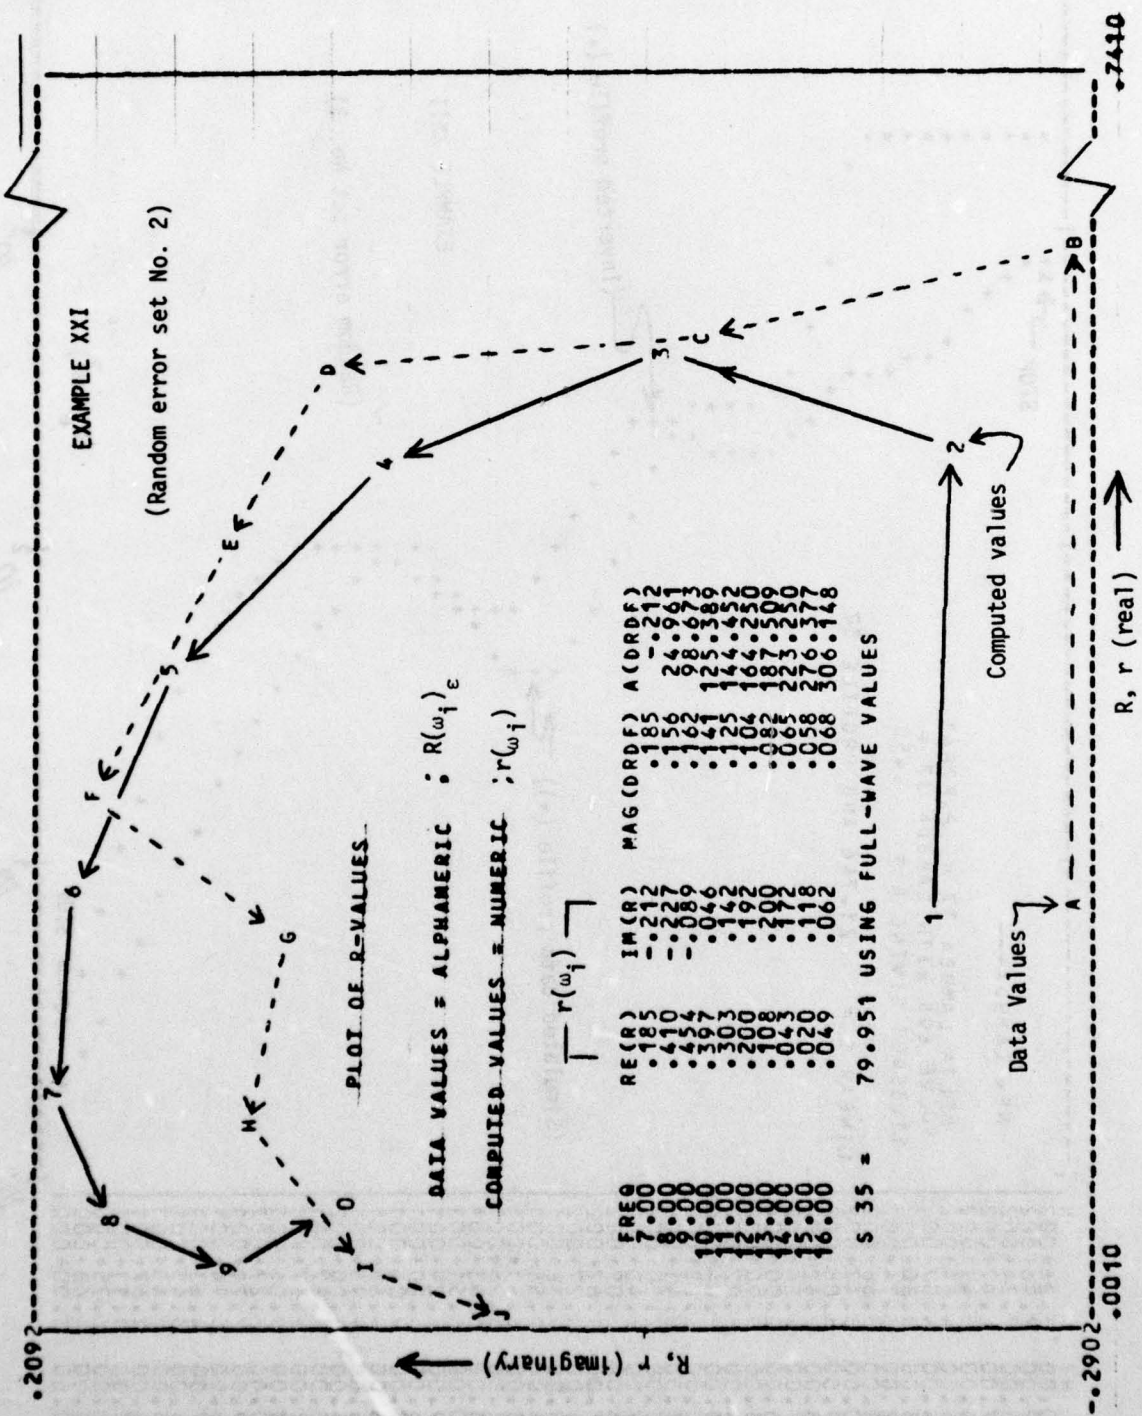 .2092
EXAMPLE XXI
(Random error set No. 2)
7
6
F
8
5
E
9
H
G
D
O
I
4
J
PLOT OF R-VALUES
DATA VALUES = ALPHAMERIC ; R(ωi)ε
COMPUTED VALUES = NUMERIC ; r(ωi)
3
C
r(ωi)
FREQ RE(R) IM(R) MAG(DRDF) A(DRDF)
7.00 .185 -.212 .185 -.212
8.00 .410 -.227 .156 24.961
9.00 .454 -.089 .162 98.673
10.00 .397 .046 .141 125.389
11.00 .303 .142 .125 144.452
12.00 .200 .192 .104 164.250
13.00 .108 .200 .082 187.509
14.00 .043 .172 .065 223.250
15.00 .020 .118 .058 276.377
16.00 .049 .062 .068 306.148
S 35 = 79.951 USING FULL-WAVE VALUES
1
2
Computed values
Data Values
A
B
R, r (imaginary)
-.2902
.0010
R, r (real)
.7410